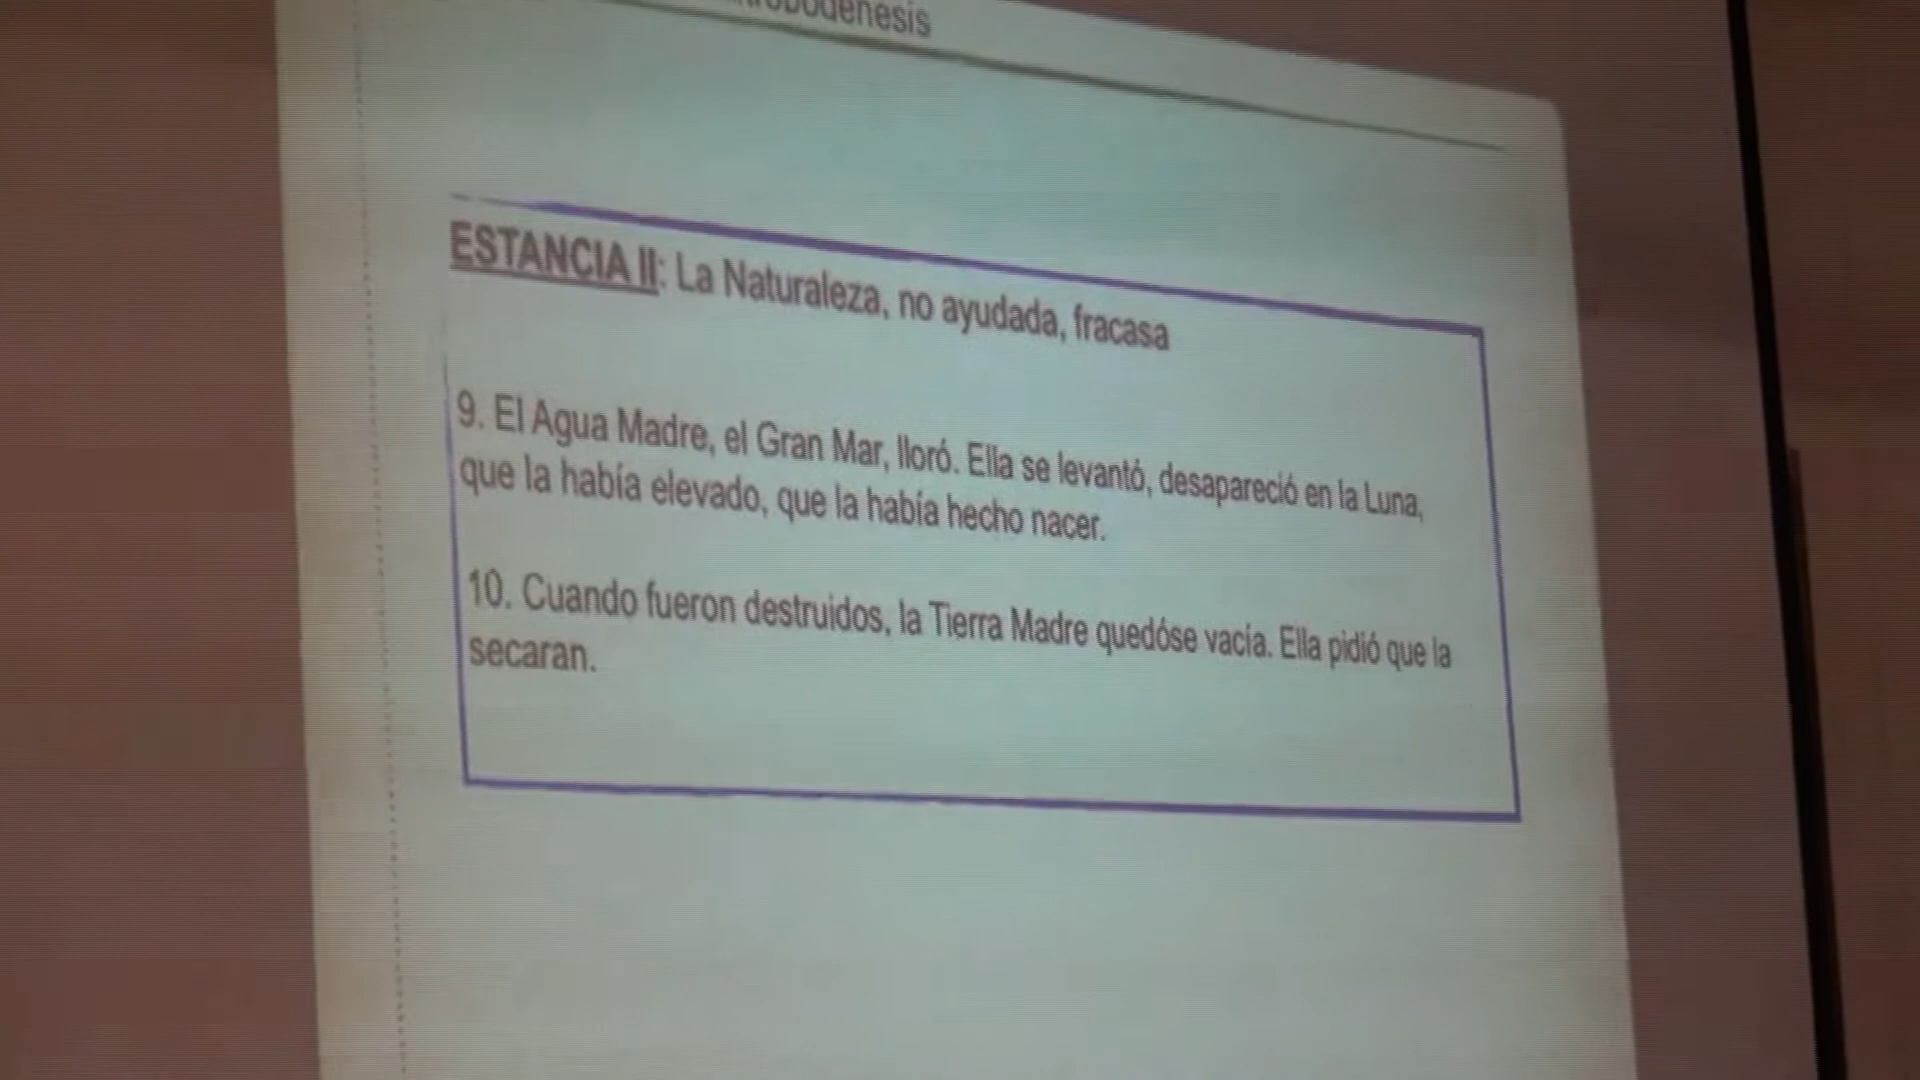 ESTANCIA II: La Naturaleza, no ayudada, fracasa
9. El Agua Madre, el Gran Mar, lloró. Ella se levantó, desapareció en la Luna,
que la había elevado, que la había hecho nacer.
10. Cuando fueron destruidos, la Tierra Madre quedóse vacía. Ella pidió que la
secaran.